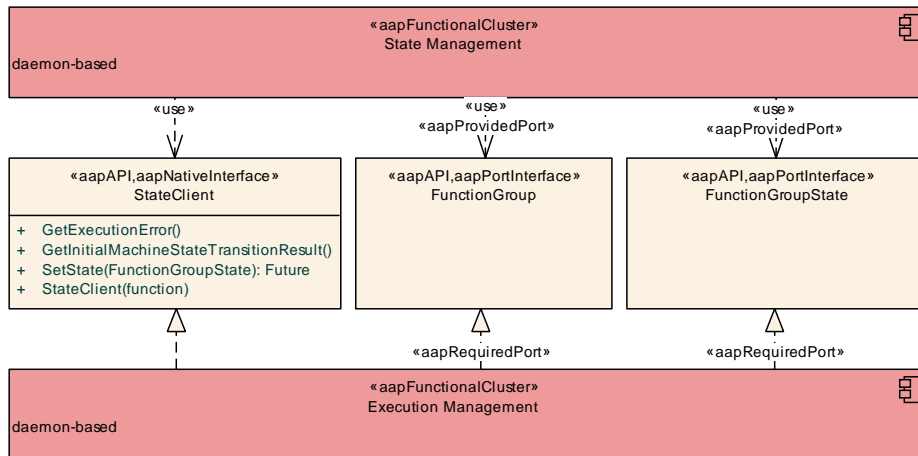 «aapFunctionalCluster»
State Management
daemon-based
«use»
«use»
«aapProvidedPort»
«use»
«aapProvidedPort»
«aapAPI,aapNativeInterface»
StateClient
+ GetExecutionError()
+ GetInitialMachineStateTransitionResult()
+ SetState(FunctionGroupState): Future
+ StateClient(function)
«aapAPI,aapPortInterface»
FunctionGroup
«aapAPI,aapPortInterface»
FunctionGroupState
«aapRequiredPort»
«aapRequiredPort»
«aapFunctionalCluster»
Execution Management
daemon-based